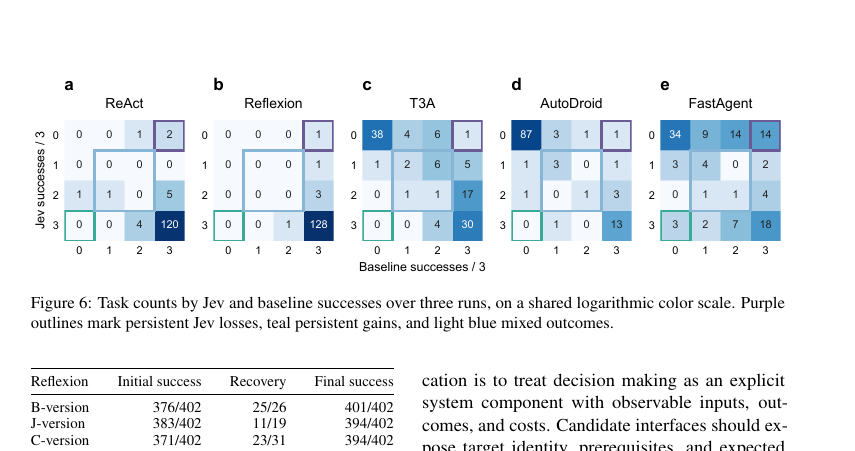 a b c d e
ReAct Reflexion T3A AutoDroid FastAgent
Jev successes / 3
0 0 0 1 2 0 0 0 0 1 0 38 4 6 1 0 87 3 1 1 0 34 9 14 14
1 0 0 0 0 1 0 0 0 1 1 1 2 6 5 1 1 3 0 1 1 3 4 0 2
2 1 1 0 5 2 0 0 0 3 2 0 1 1 17 2 0 1 1 3 2 1 1 1 4
3 0 0 4 120 3 0 0 1 128 3 0 0 4 30 3 0 1 0 13 3 3 2 7 18
0 1 2 3 0 1 2 3 0 1 2 3 0 1 2 3 0 1 2 3
Baseline successes / 3
Figure 6: Task counts by Jev and baseline successes over three runs, on a shared logarithmic color scale. Purple
outlines mark persistent Jev losses, teal persistent gains, and light blue mixed outcomes.
Reflexion Initial success Recovery Final success
B-version 376/402 25/26 401/402
J-version 383/402 11/19 394/402
C-version 371/402 23/31 394/402
cation is to treat decision making as an explicit
system component with observable inputs, out-
comes, and costs. Candidate interfaces should ex-
pose target identity, prerequisites, and expected